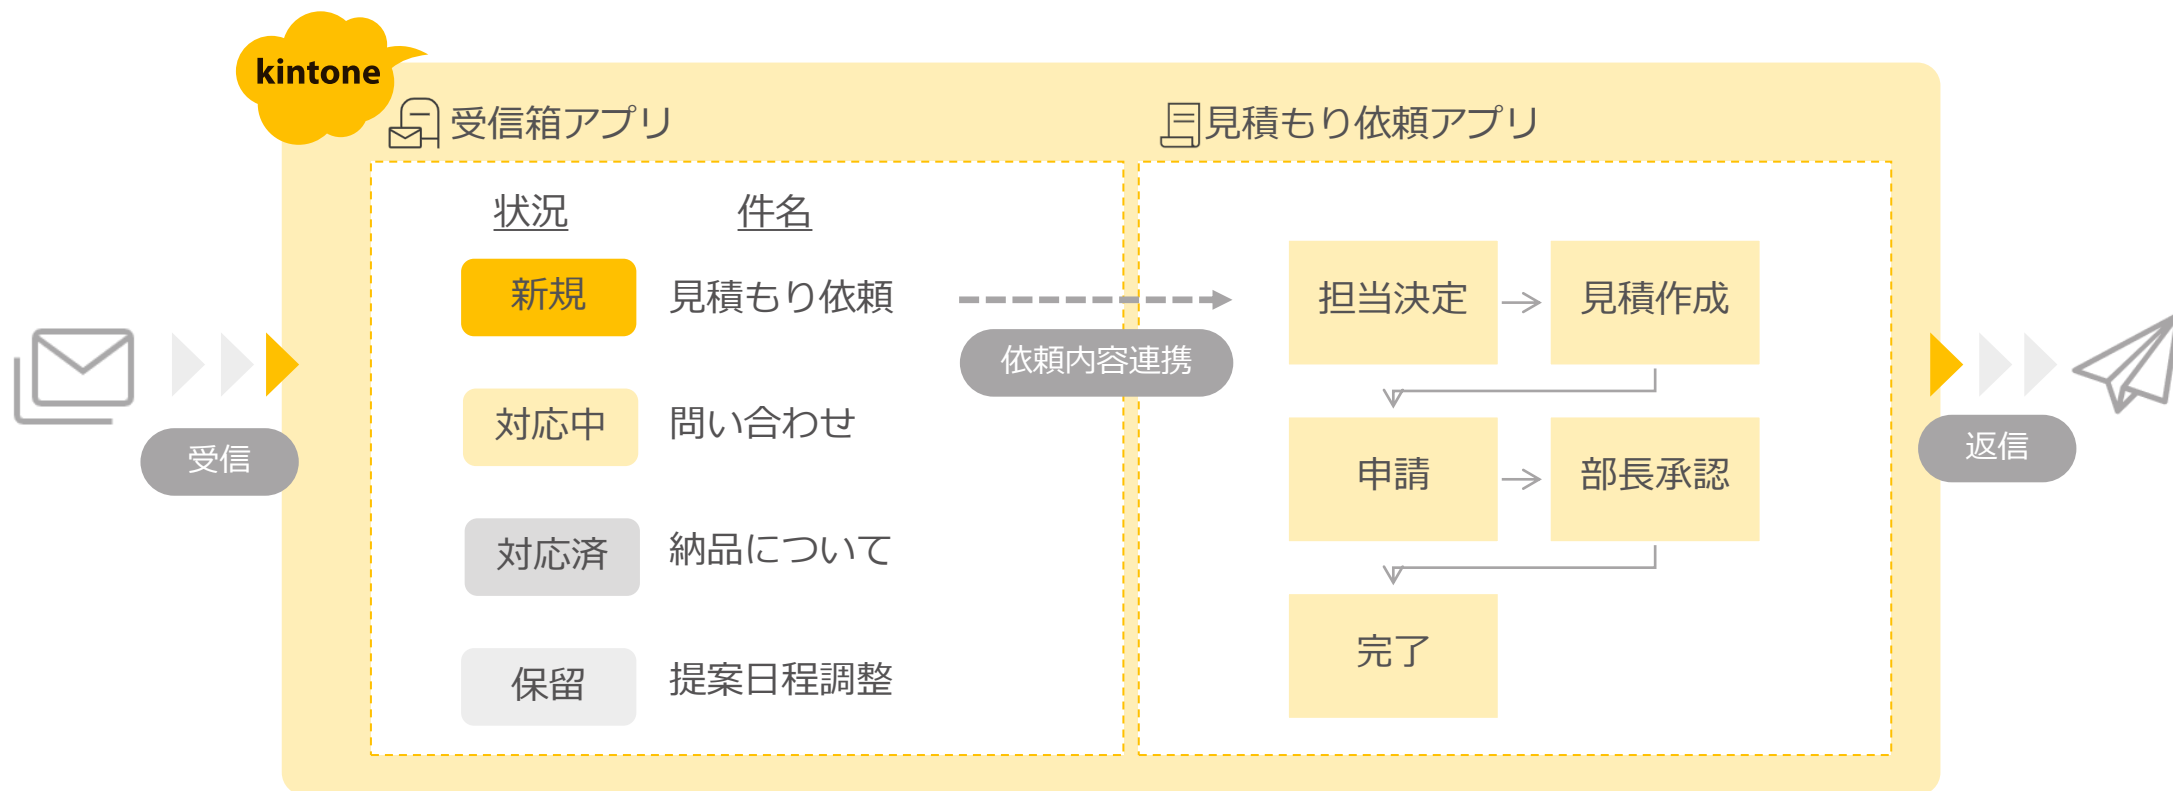 kintone
受信箱アプリ
見積もり依頼アプリ
状況 件名
新規 見積もり依頼
対応中 問い合わせ
対応済 納品について
保留 提案日程調整
依頼内容連携
担当決定 見積作成
申請 部長承認
完了
受信
返信